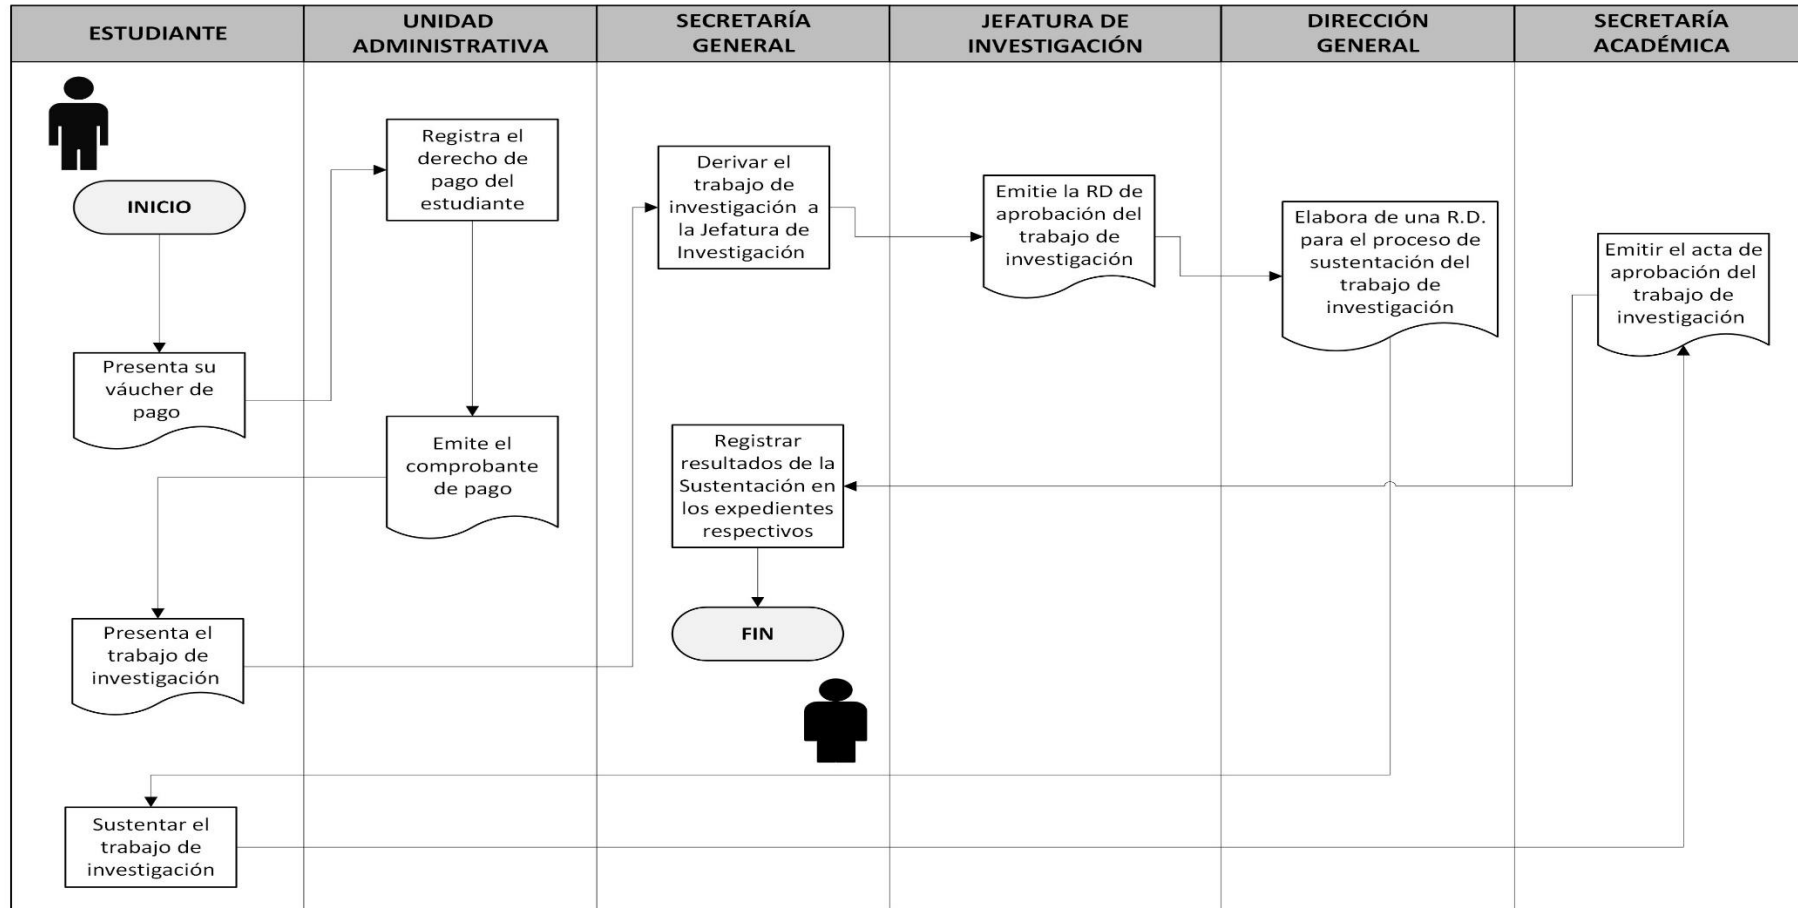 ESTUDIANTE
UNIDAD
ADMINISTRATIVA
SECRETARÍA
GENERAL
JEFATURA DE
INVESTIGACIÓN
DIRECCIÓN
GENERAL
SECRETARÍA
ACADÉMICA
INICIO
Presenta su
váucher de
pago
Registra el
derecho de
pago del
estudiante
Emite el
comprobante
de pago
Presenta el
trabajo de
investigación
Derivar el
trabajo de
investigación a
la Jefatura de
Investigación
Emitie la RD de
aprobación del
trabajo de
investigación
Elabora de una R.D.
para el proceso de
sustentación del
trabajo de
investigación
Sustentar el
trabajo de
investigación
Emitir el acta de
aprobación del
trabajo de
investigación
Registrar
resultados de la
Sustentación en
los expedientes
respectivos
FIN